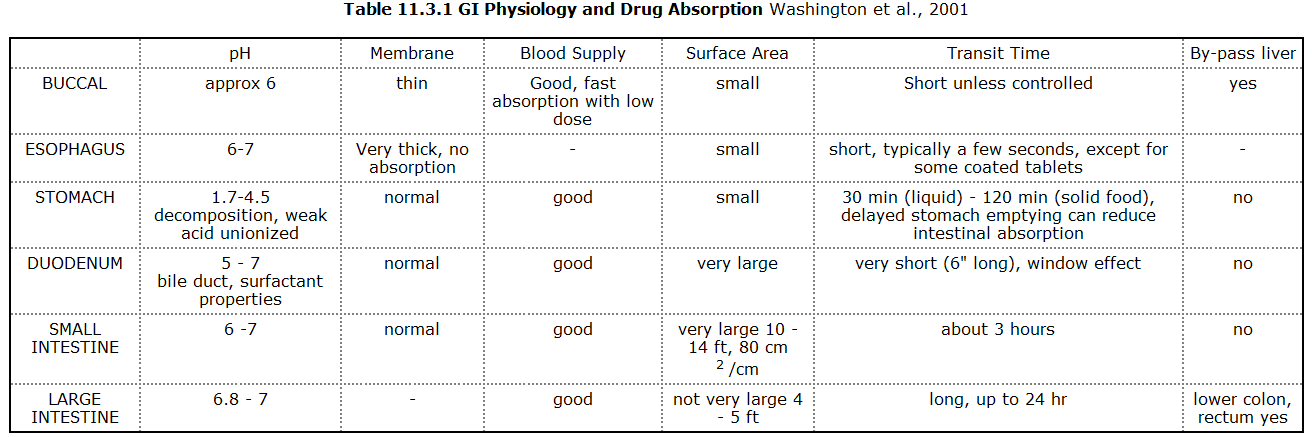 Table 11.3.1 GI Physiology and Drug Absorption Washington et al., 2001
pH Membrane Blood Supply Surface Area Transit Time By-pass liver
BUCCAL approx 6 thin Good, fast absorption with low dose small Short unless controlled yes
ESOPHAGUS 6-7 Very thick, no absorption - small short, typically a few seconds, except for some coated tablets -
STOMACH 1.7-4.5 decomposition, weak acid unionized normal good small 30 min (liquid) - 120 min (solid food), delayed stomach emptying can reduce intestinal absorption no
DUODENUM 5 - 7 bile duct, surfactant properties normal good very large very short (6" long), window effect no
SMALL INTESTINE 6 -7 normal good very large 10 - 14 ft, 80 cm 2 /cm about 3 hours no
LARGE INTESTINE 6.8 - 7 - good not very large 4 - 5 ft long, up to 24 hr lower colon, rectum yes